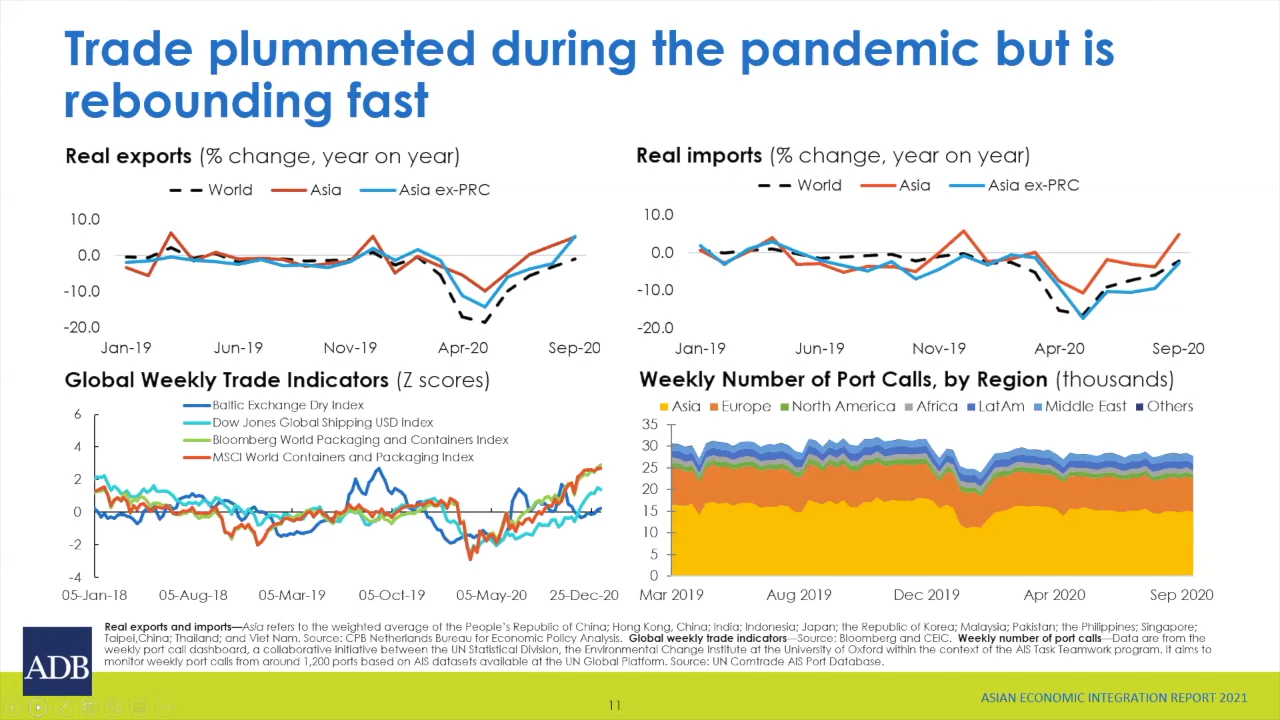 Trade plummeted during the pandemic but is
rebounding fast
Real exports (% change, year on year)
World Asia Asia ex-PRC
10.0
0.0
-10.0
-20.0
Jan-19 Jun-19 Nov-19 Apr-20 Sep-20
Real imports (% change, year on year)
World Asia Asia ex-PRC
10.0
0.0
-10.0
-20.0
Jan-19 Jun-19 Nov-19 Apr-20 Sep-20
Global Weekly Trade Indicators (Z scores)
Baltic Exchange Dry Index
Dow Jones Global Shipping USD Index
Bloomberg World Packaging and Containers Index
MSCI World Containers and Packaging Index
6
4
2
0
-2
-4
05-Jan-18 05-Aug-18 05-Mar-19 05-Oct-19 05-May-20 25-Dec-20
Weekly Number of Port Calls, by Region (thousands)
Asia Europe North America Africa LatAm Middle East Others
35
30
25
20
15
10
5
0
Mar 2019 Aug 2019 Dec 2019 Apr 2020 Sep 2020
Real exports and imports—Asia refers to the weighted average of the People's Republic of China; Hong Kong, China; India; Indonesia; Japan; the Republic of Korea; Malaysia; Pakistan; the Philippines; Singapore;
Taipei,China; Thailand; and Viet Nam. Source: CPB Netherlands Bureau for Economic Policy Analysis. Global weekly trade indicators—Source: Bloomberg and CEIC. Weekly number of port calls—Data are from the
weekly port call dashboard, a collaborative initiative between the UN Statistical Division, the Environmental Change Institute at the University of Oxford within the context of the AIS Task Teamwork program. It aims to
monitor weekly port calls from around 1,200 ports based on AIS datasets available at the UN Global Platform. Source: UN Comtrade AIS Port Database.
ADB
11
ASIAN ECONOMIC INTEGRATION REPORT 2021